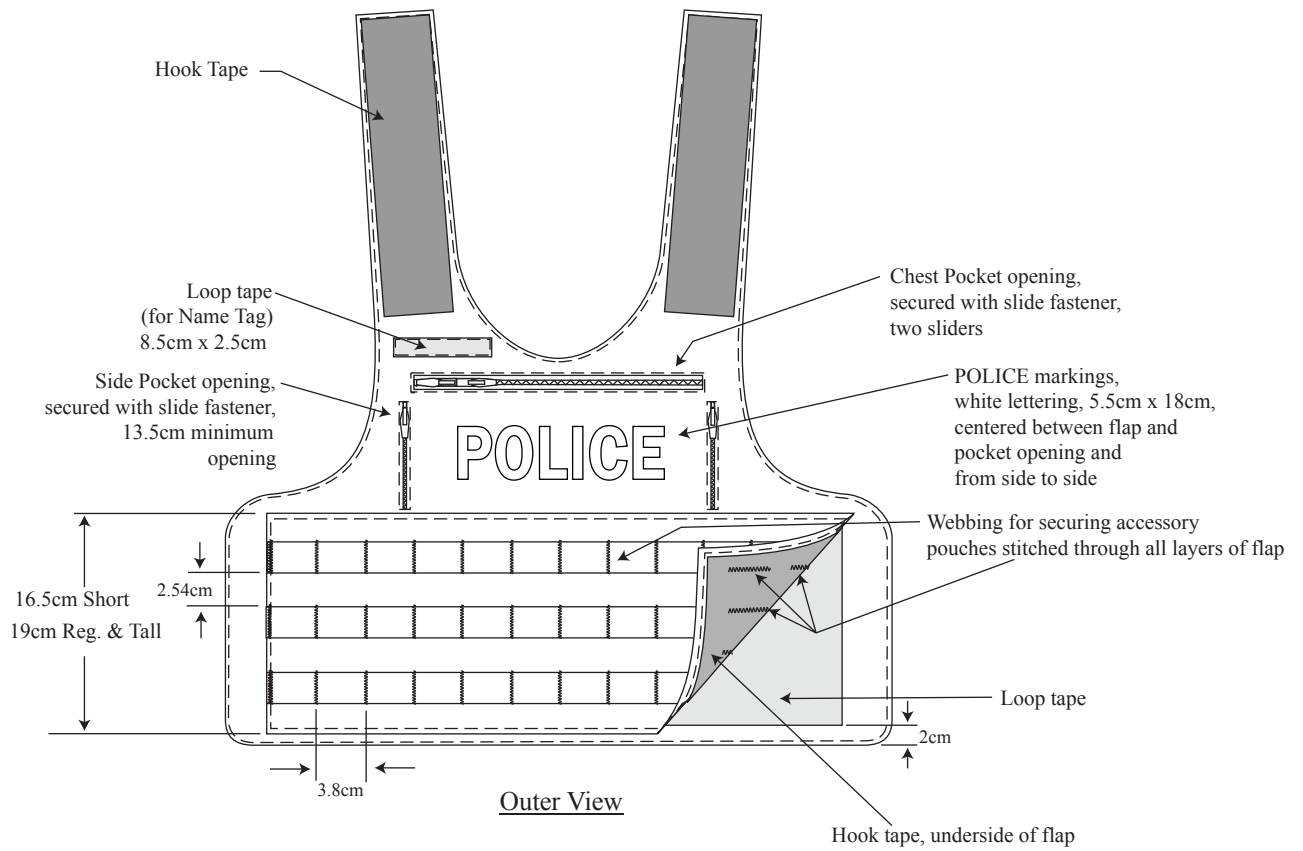 Hook Tape
Loop tape
(for Name Tag)
8.5cm x 2.5cm
Chest Pocket opening,
secured with slide fastener,
two sliders
Side Pocket opening,
secured with slide fastener,
13.5cm minimum
opening
POLICE markings,
white lettering, 5.5cm x 18cm,
centered between flap and
pocket opening and
from side to side
POLICE
Webbing for securing accessory
pouches stitched through all layers of flap
2.54cm
16.5cm Short
19cm Reg. & Tall
Loop tape
2cm
3.8cm
Outer View
Hook tape, underside of flap